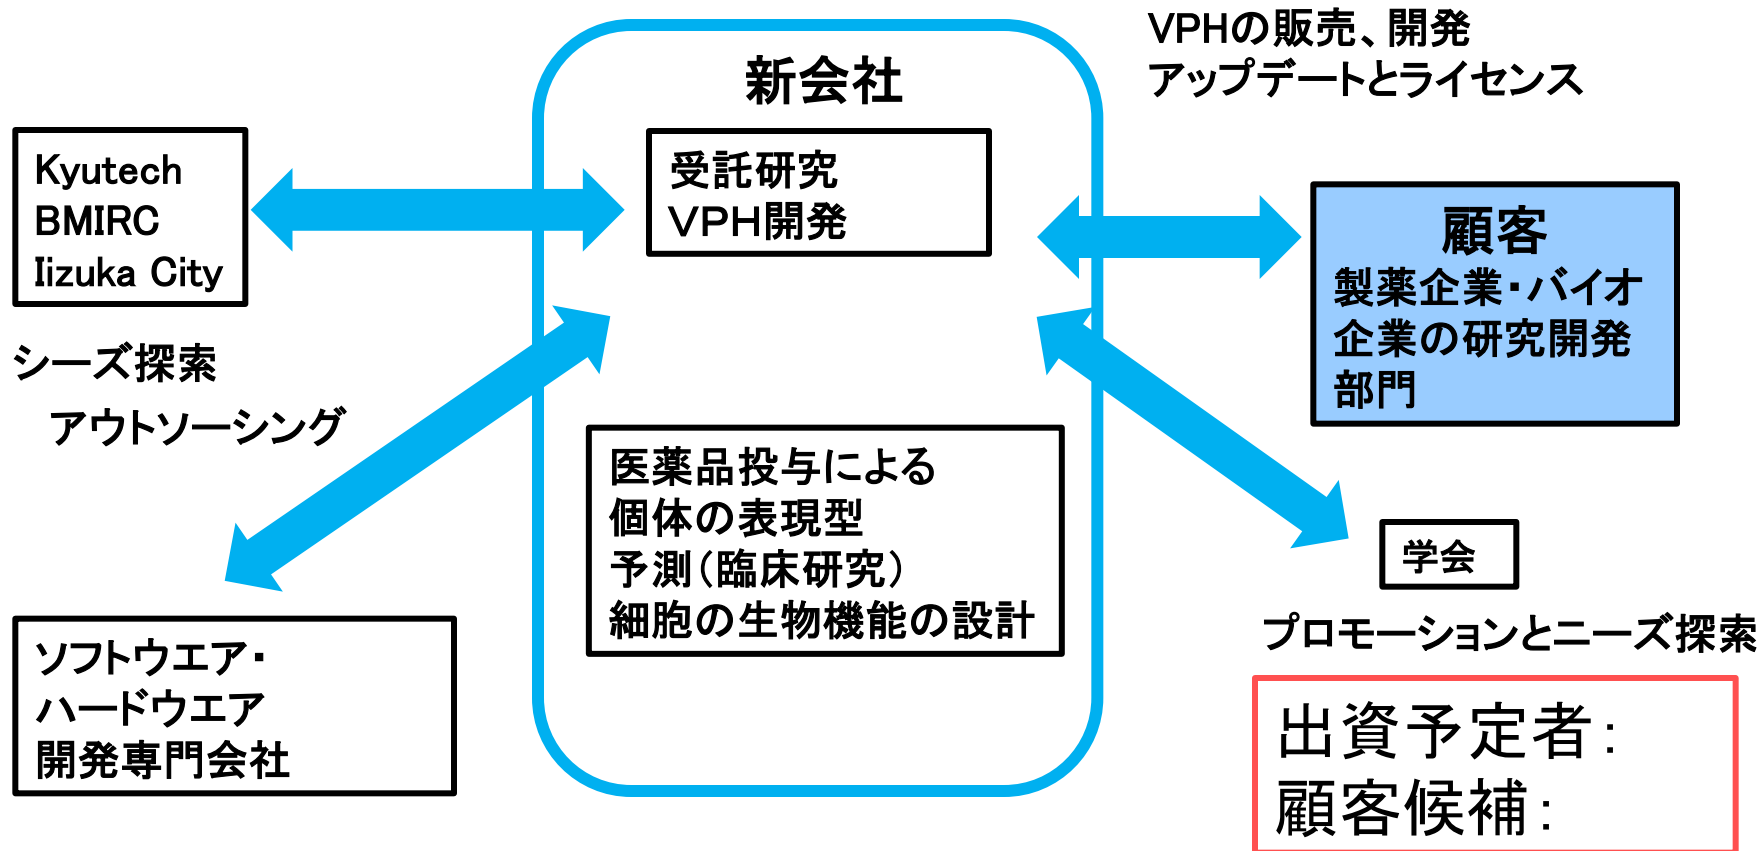 新会社
受託研究
VPH開発
医薬品投与による
個体の表現型
予測（臨床研究）
細胞の生物機能の設計
Kyutech
BMIRC
Iizuka City
シーズ探索
アウトソーシング
ソフトウエア・
ハードウエア
開発専門会社
VPHの販売、開発
アップデートとライセンス
顧客
製薬企業・バイオ
企業の研究開発
部門
学会
プロモーションとニーズ探索
出資予定者：
顧客候補：